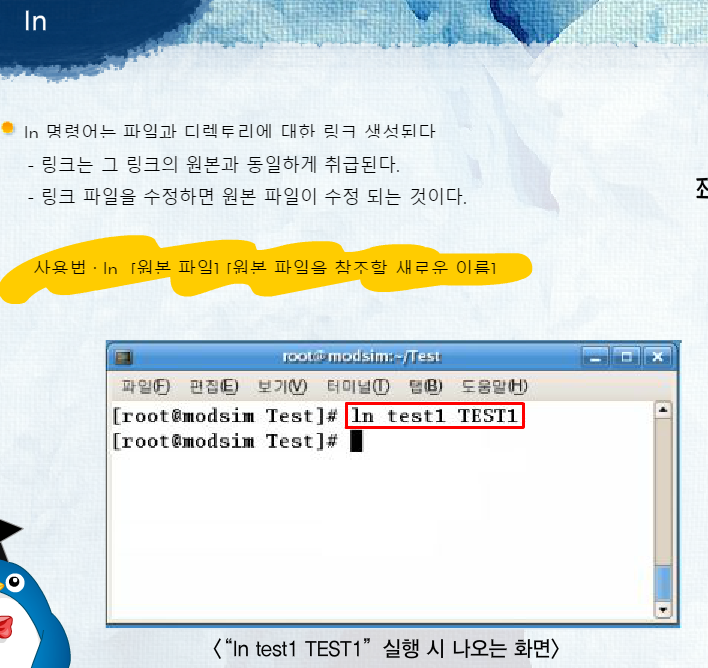 ln
ln 명령어는 파일과 디렉토리에 대한 링크 생성된다
- 링크는 그 링크의 원본과 동일하게 취급된다.
- 링크 파일을 수정하면 원본 파일이 수정 되는 것이다.
사용법 : ln [원본 파일] [원본 파일을 참조할 새로운 이름]
root@modsim:~/Test
파일(F) 편집(E) 보기(V) 터미널(T) 탭(B) 도움말(H)
[root@modsim Test]# ln test1 TEST1
[root@modsim Test]#
〈“ln test1 TEST1” 실행 시 나오는 화면〉